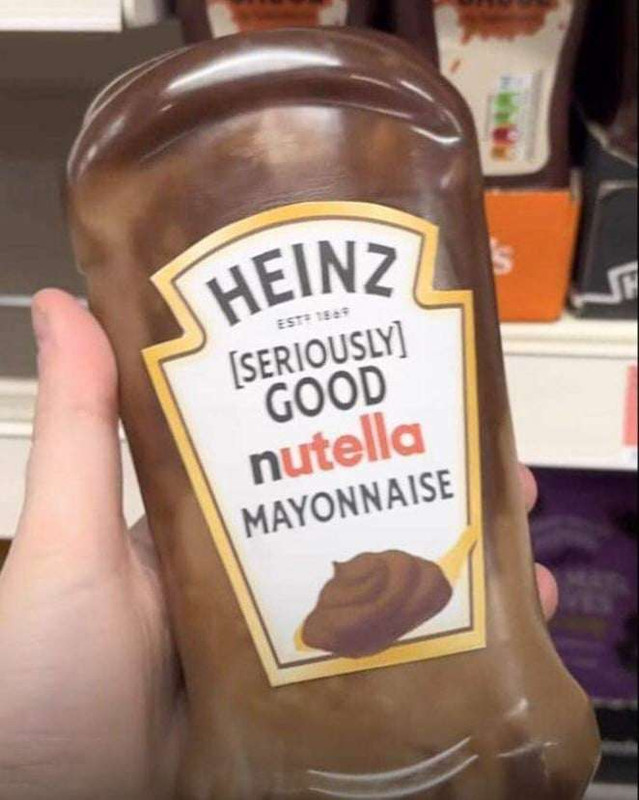 HEINZ
ESTD 1869
[SERIOUSLY]
GOOD
nutella
MAYONNAISE